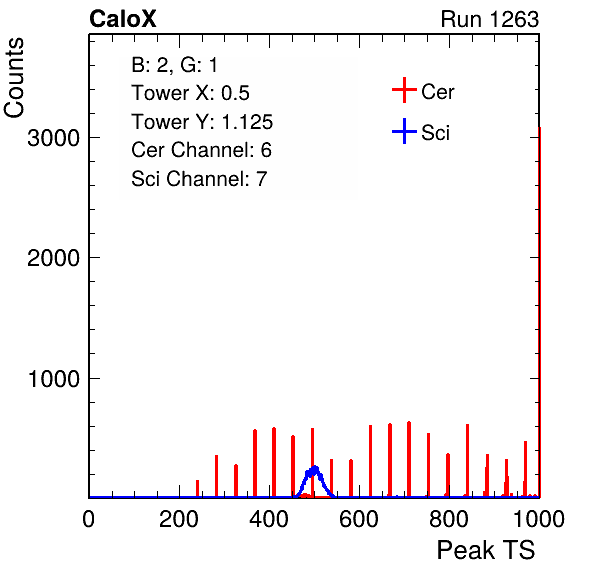 CaloX
Run 1263
B: 2, G: 1
Tower X: 0.5
Tower Y: 1.125
Cer Channel: 6
Sci Channel: 7
Cer
Sci
Counts
3000
2000
1000
0 200 400 600 800 1000
Peak TS